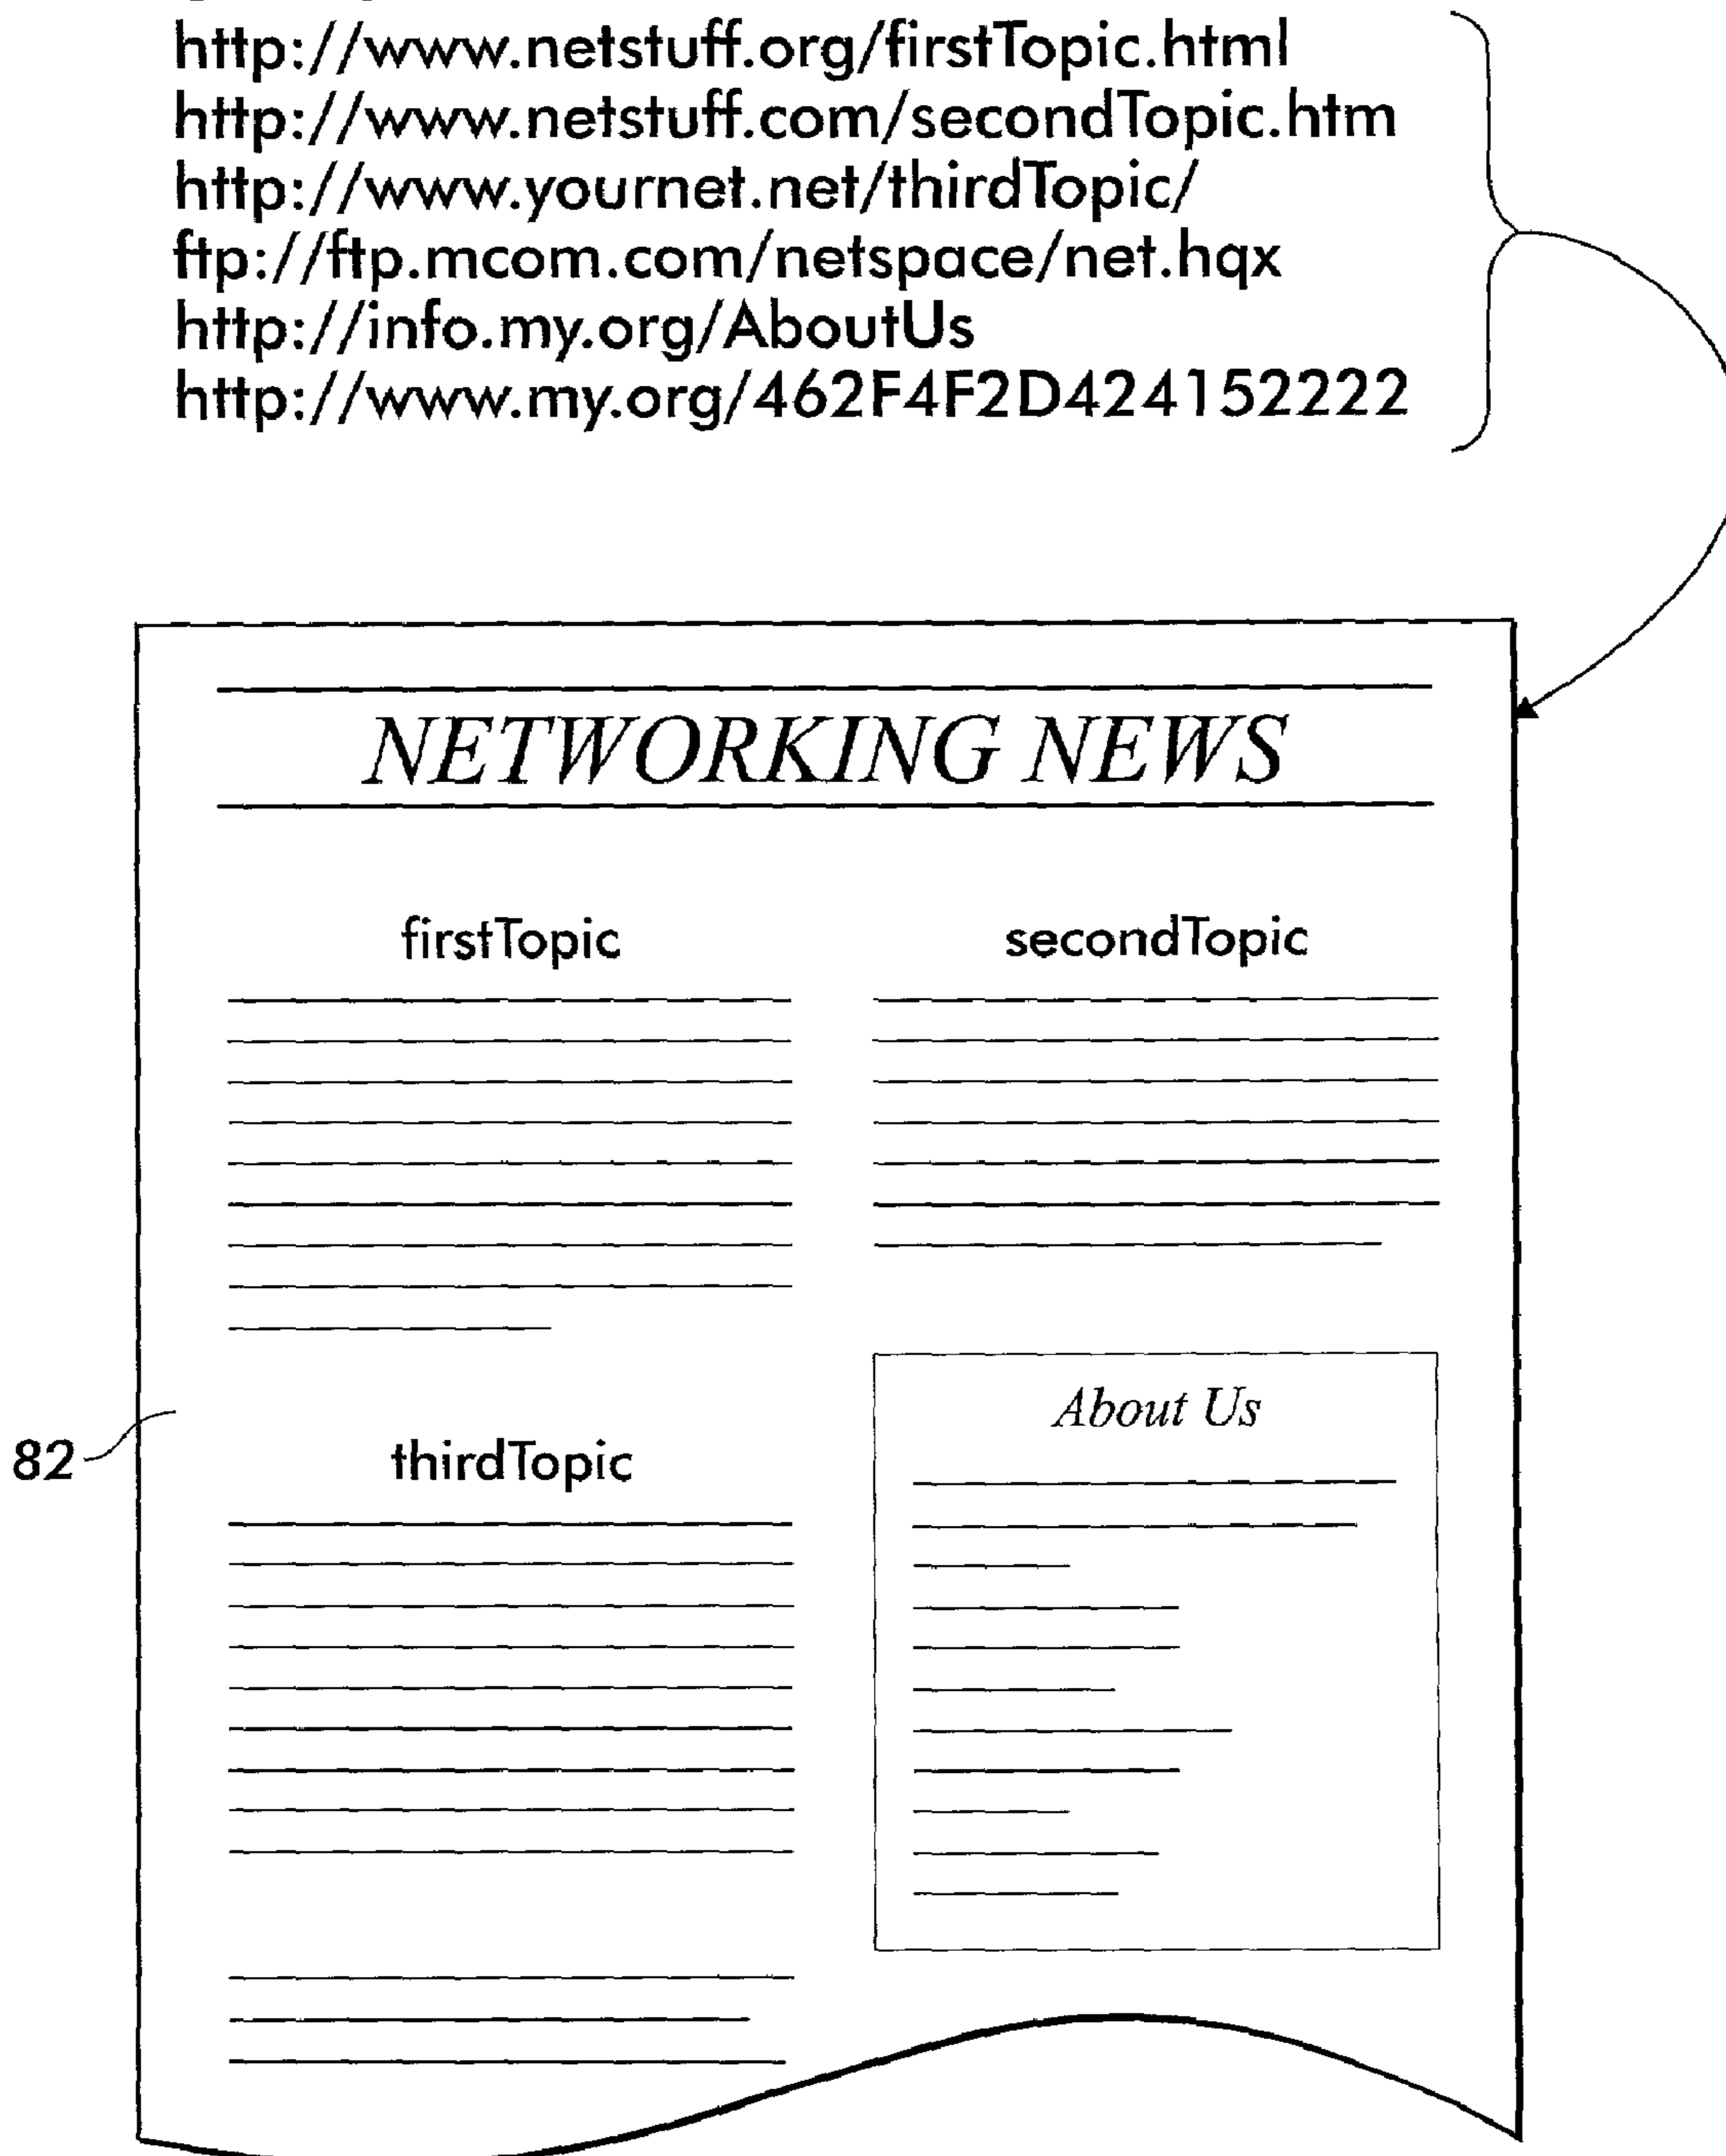 http://www.netstuff.org/firstTopic.html
http://www.netstuff.com/secondTopic.htm
http://www.yournet.net/thirdTopic/
ftp://ftp.mcom.com/netspace/net.hqx
http://info.my.org/AboutUs
http://www.my.org/462F4F2D424152222
NETWORKING NEWS
firstTopic
secondTopic
About Us
82
thirdTopic